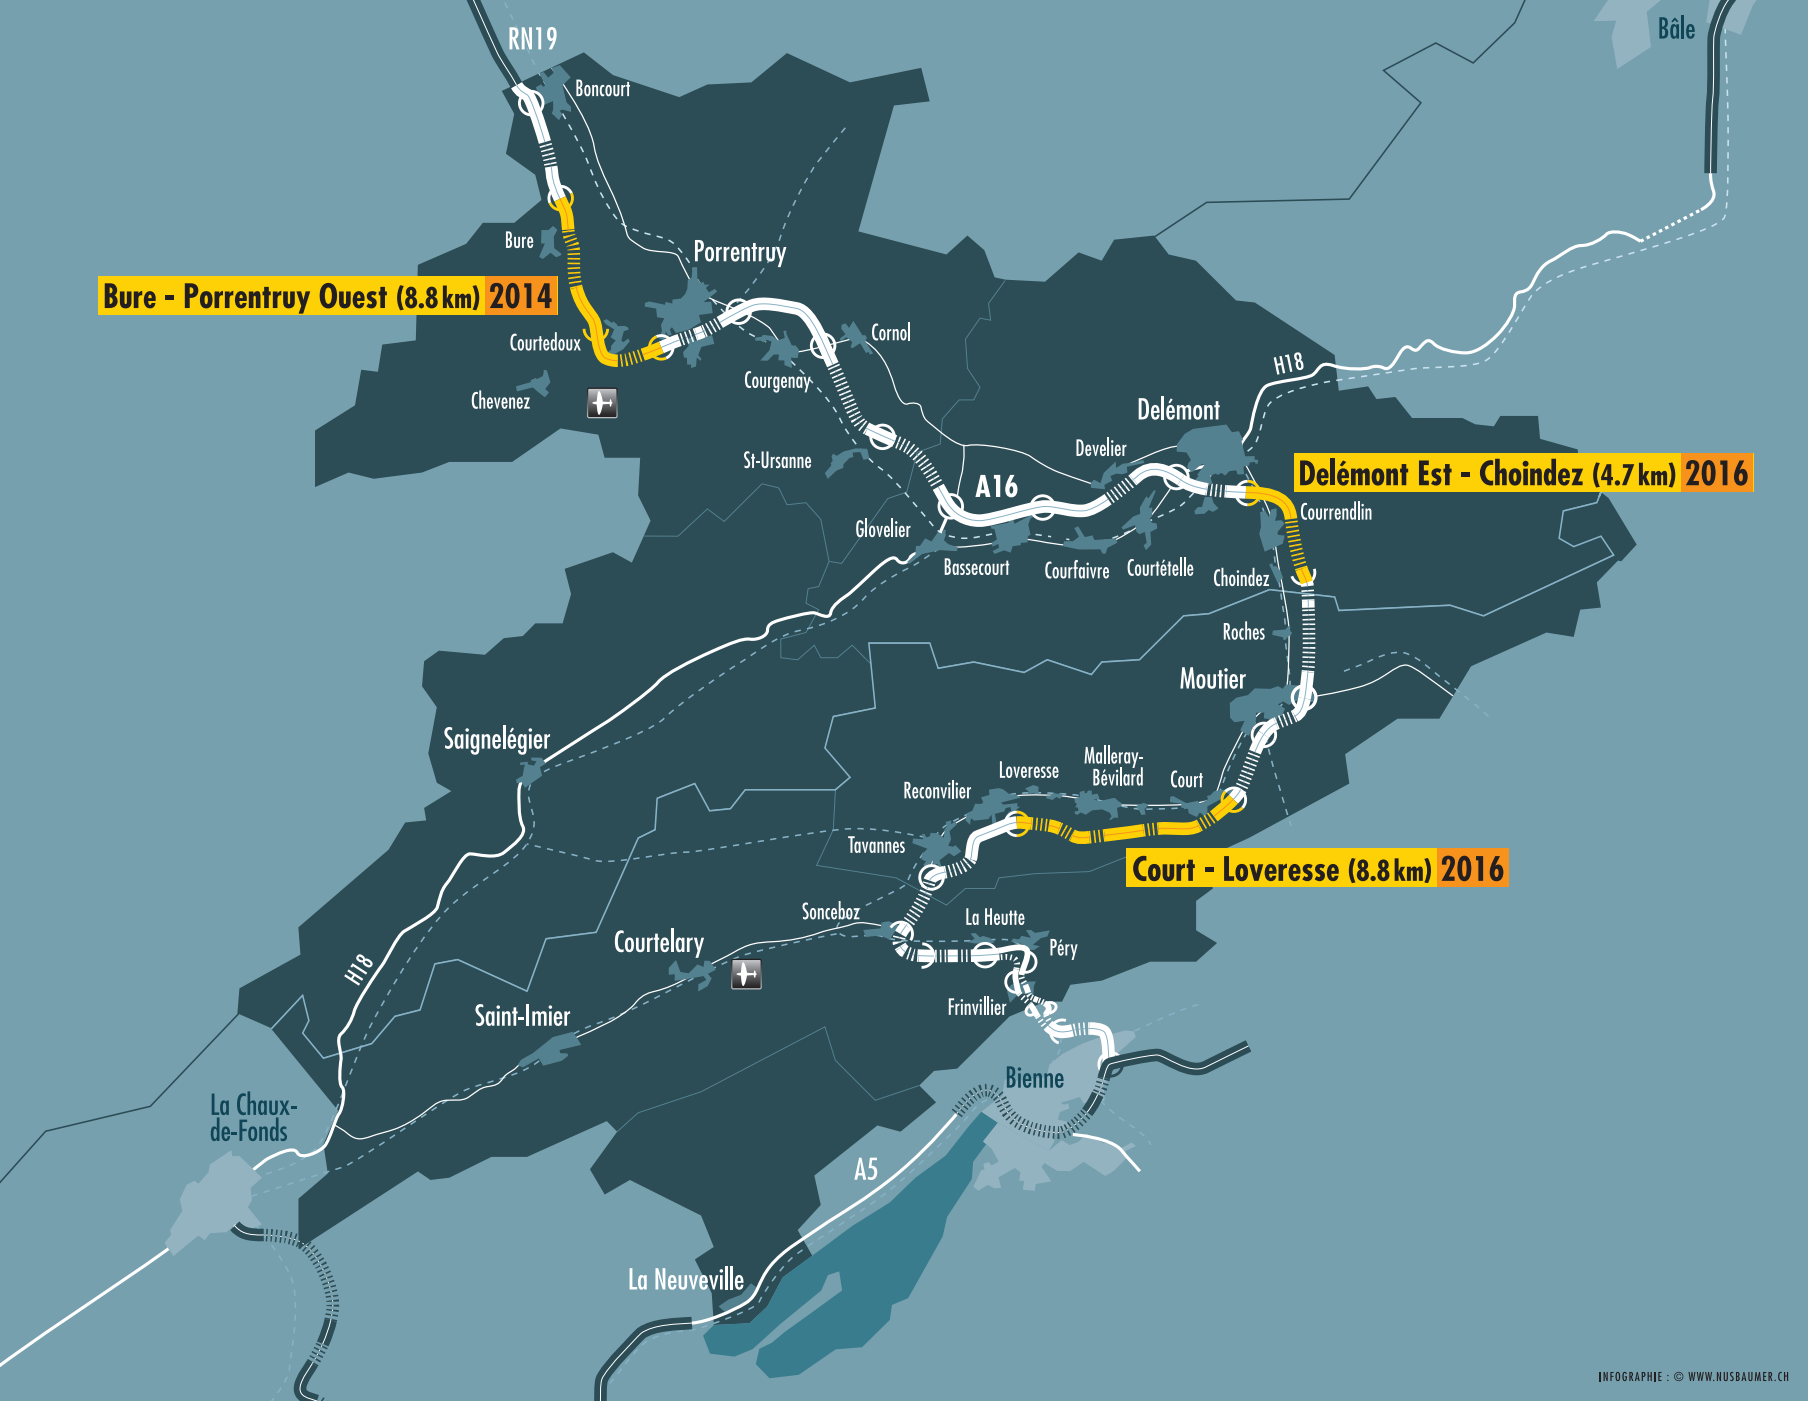 RN19
Bâle
Boncourt
Bure
Porrentruy
Bure - Porrentruy Ouest (8.8 km) 2014
Courtedoux
Cornol
Courgenay
Chevenez
H18
Delémont
Develier
St-Ursanne
Delémont Est - Choindez (4.7 km) 2016
A16
Courrendlin
Glovelier
Bassecourt
Courfaivre
Courtételle
Choindez
Roches
Moutier
Saignelégier
Malleray-
Bévilard
Loveresse
Court
Reconvilier
Tavannes
Court - Loveresse (8.8 km) 2016
Sonceboz
La Heutte
Péry
Courtelary
H18
Frinvillier
Saint-Imier
Bienne
La Chaux-
de-Fonds
A5
La Neuveville
INFOGRAPHIE : © WWW.NUSBAUMER.CH